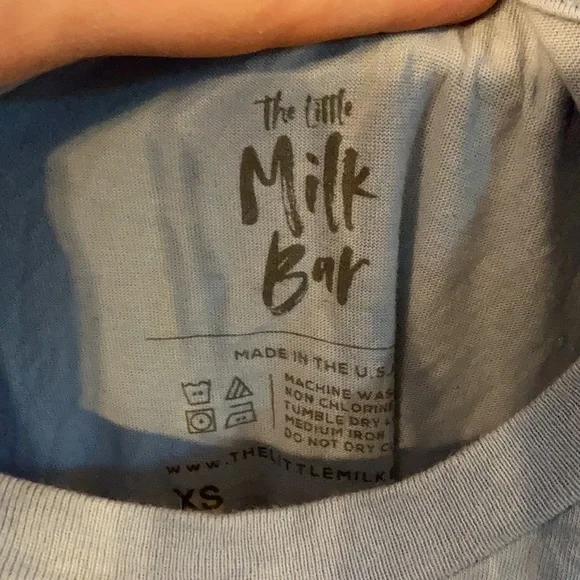 the little
Milk
Bar
MADE IN THE U.S.A
MACHINE WAS
NON CHLORINE
TUMBLE DRY
MEDIUM IRON
DO NOT DRY C
WWW.THELITTLEMILK
XS